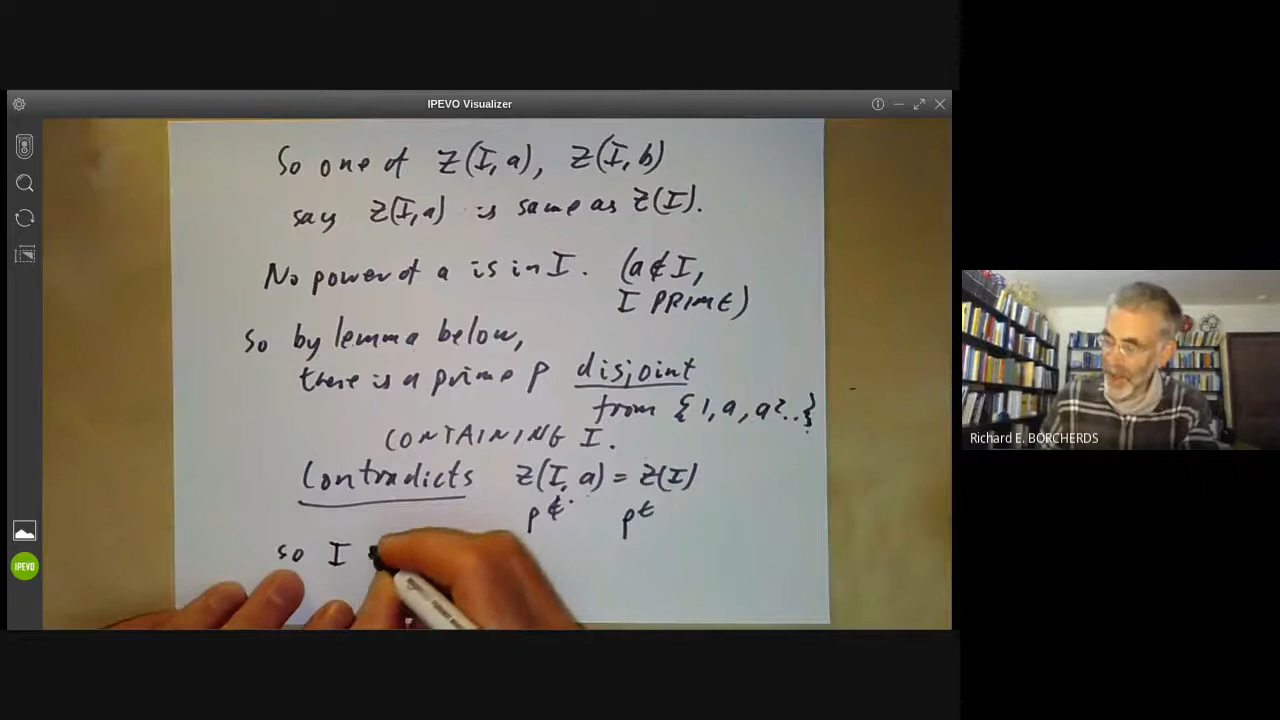 IPEVO Visualizer
So one of Z(I, a), Z(I, b)
say Z(I, a) is same as Z(I).
No power of a is in I. (a ∉ I,
I PRIME)
So by lemma below,
there is a prime p disjoint
from {1, a, a²..}
CONTAINING I.
Contradicts Z(I, a) = Z(I)
p ∉ p ∈
so I
IPEVO
Richard E. BORCHERDS